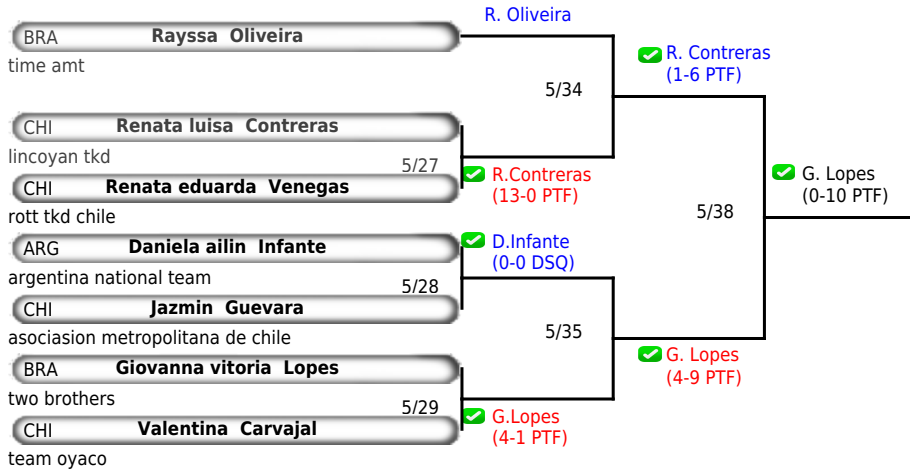 R. Oliveira
BRA Rayssa Oliveira
time amt
R. Contreras
(1-6 PTF)
5/34
CHI Renata luisa Contreras
lincoyan tkd
5/27
R.Contreras
(13-0 PTF)
CHI Renata eduarda Venegas
rott tkd chile
G. Lopes
(0-10 PTF)
5/38
ARG Daniela ailin Infante
argentina national team
D.Infante
(0-0 DSQ)
5/28
CHI Jazmin Guevara
asociasion metropolitana de chile
5/35
BRA Giovanna vitoria Lopes
two brothers
G. Lopes
(4-9 PTF)
5/29
G.Lopes
(4-1 PTF)
CHI Valentina Carvajal
team oyaco